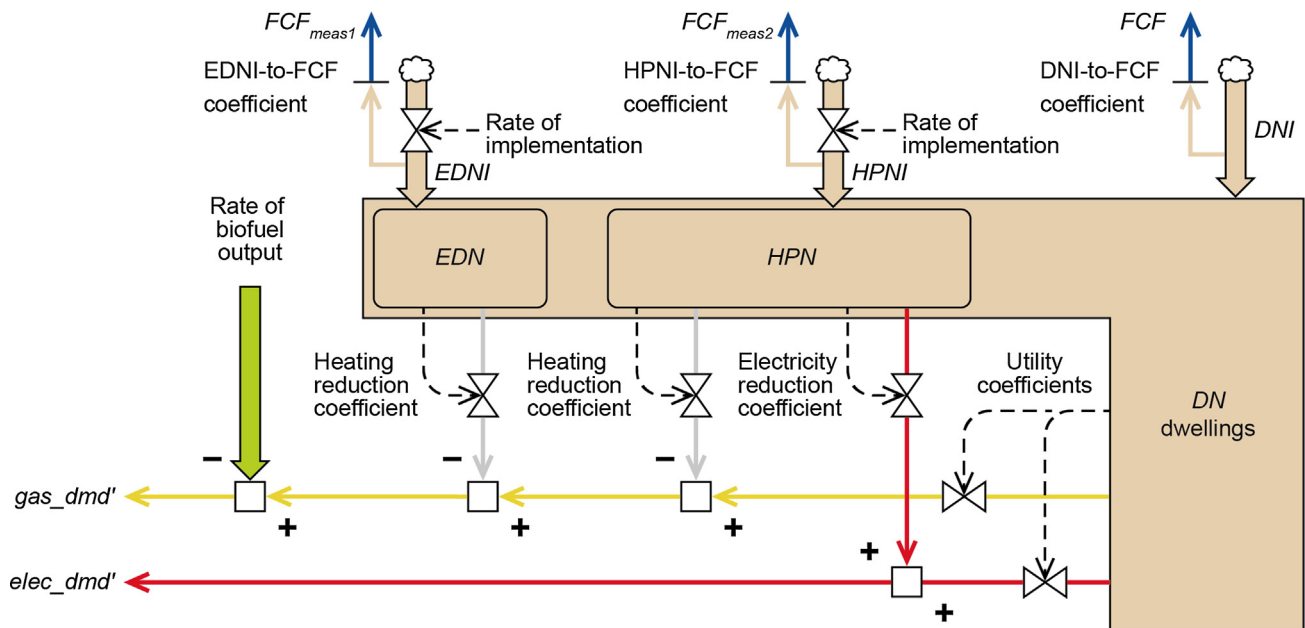 FCFmeas1
EDNI-to-FCF
coefficient
Rate of
implementation
EDNI
FCFmeas2
HPNI-to-FCF
coefficient
Rate of
implementation
HPNI
FCF
DNI-to-FCF
coefficient
DNI
Rate of
biofuel
output
EDN
HPN
Heating
reduction
coefficient
Heating
reduction
coefficient
Electricity
reduction
coefficient
Utility
coefficients
DN
dwellings
−
−
−
gas_dmd'
+
+
+
+
elec_dmd'
+